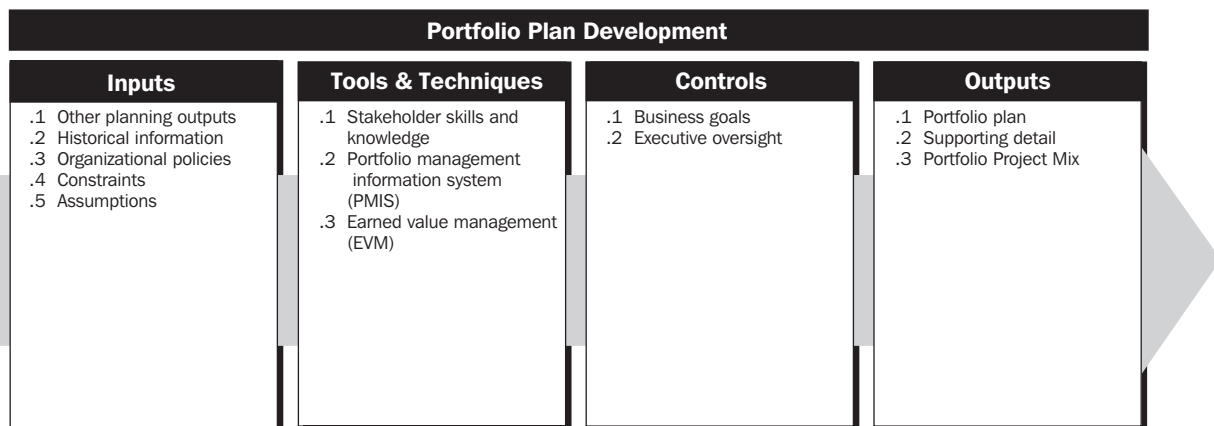 Portfolio Plan Development
Inputs
.1 Other planning outputs
.2 Historical information
.3 Organizational policies
.4 Constraints
.5 Assumptions
Tools & Techniques
.1 Stakeholder skills and
knowledge
.2 Portfolio management
information system
(PMIS)
.3 Earned value management
(EVM)
Controls
.1 Business goals
.2 Executive oversight
Outputs
.1 Portfolio plan
.2 Supporting detail
.3 Portfolio Project Mix